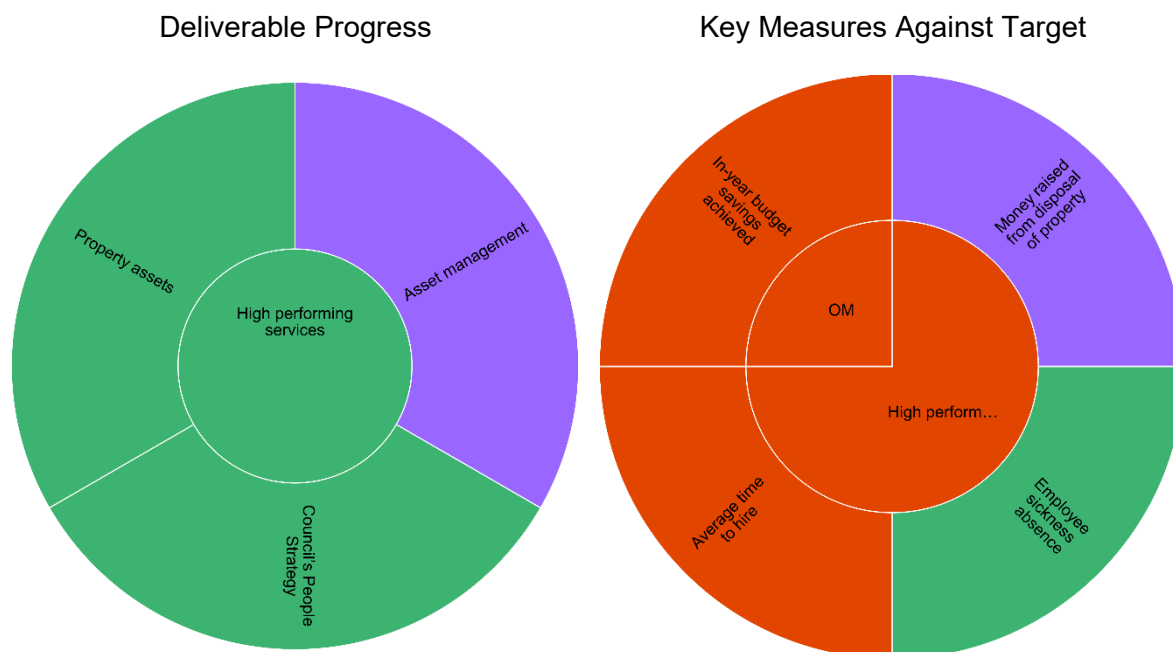 Deliverable Progress
Key Measures Against Target
Property assets
High performing
services
Asset management
Council's People
Strategy
In-year budget
savings
achieved
Money raised
from disposal
of property
OM
High perform…
Average time
to hire
Employee
sickness
absence